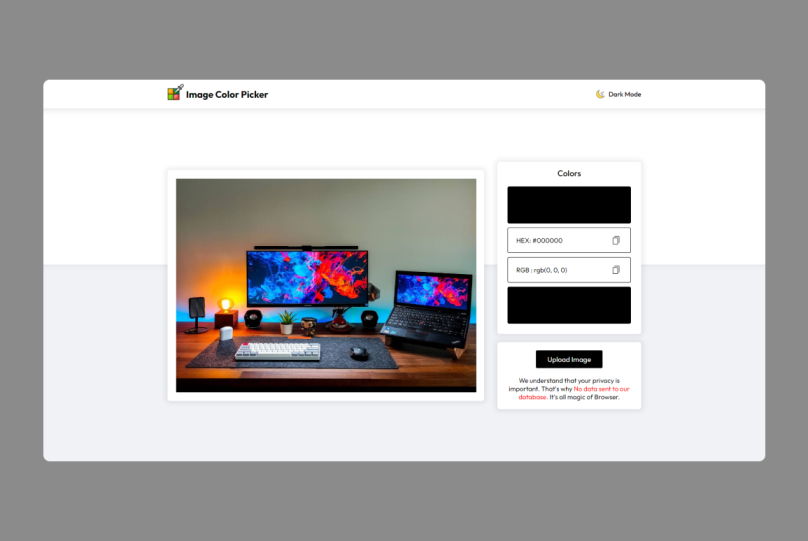 Image Color Picker
Dark Mode
Colors
HEX: #000000
RGB : rgb(0, 0, 0)
Upload Image
We understand that your privacy is
important. That's why No data sent to our
database. It's all magic of Browser.